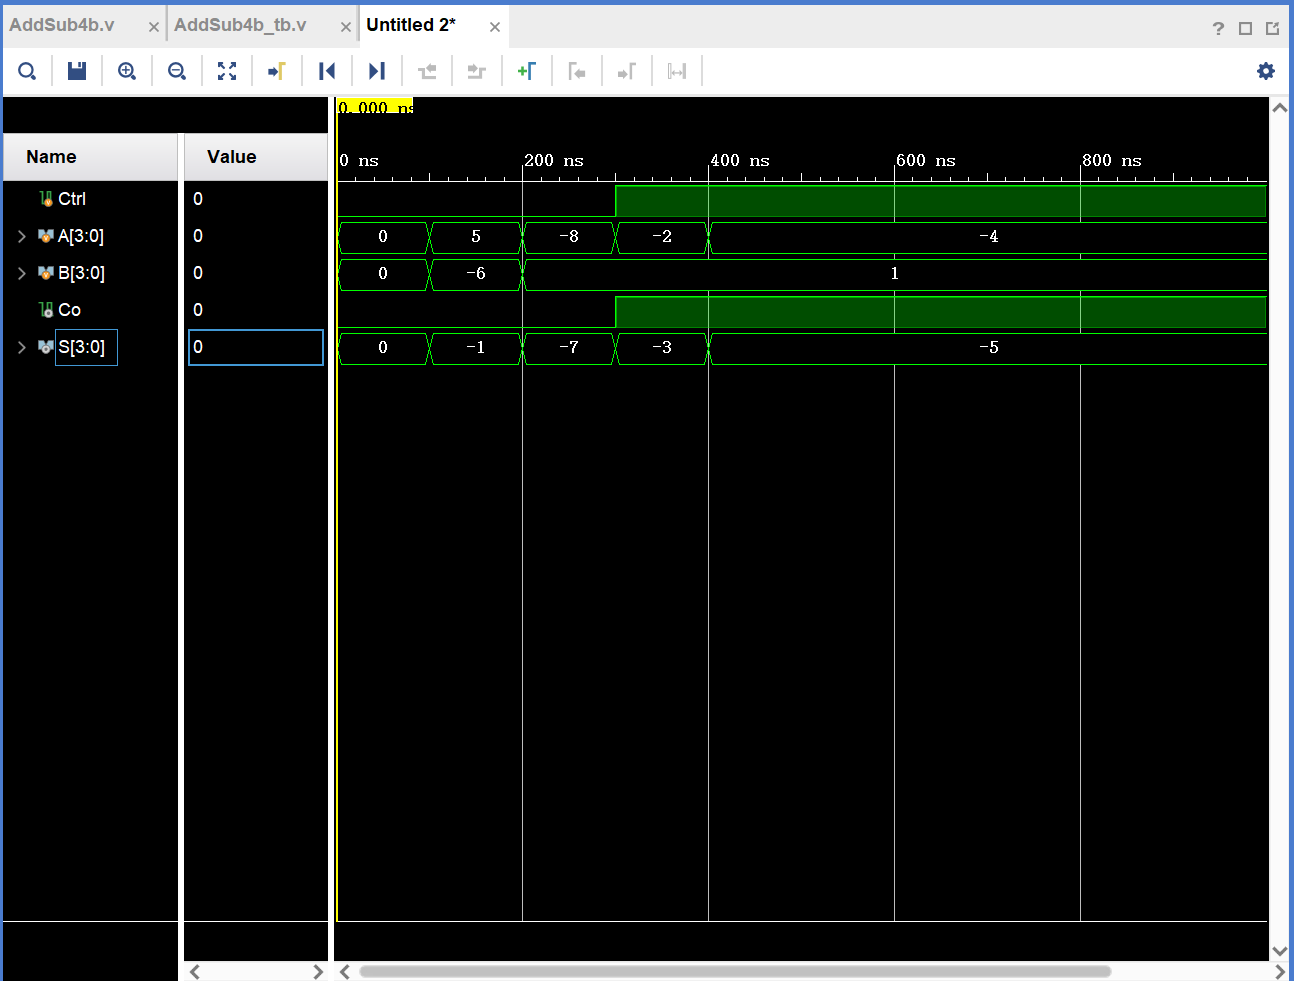 AddSub4b.v AddSub4b_tb.v Untitled 2*
0.000 ns
Name Value
0 ns 200 ns 400 ns 600 ns 800 ns
Ctrl 0
A[3:0] 0 0 5 -8 -2 -4
B[3:0] 0 0 -6 1
Co 0
S[3:0] 0 0 -1 -7 -3 -5